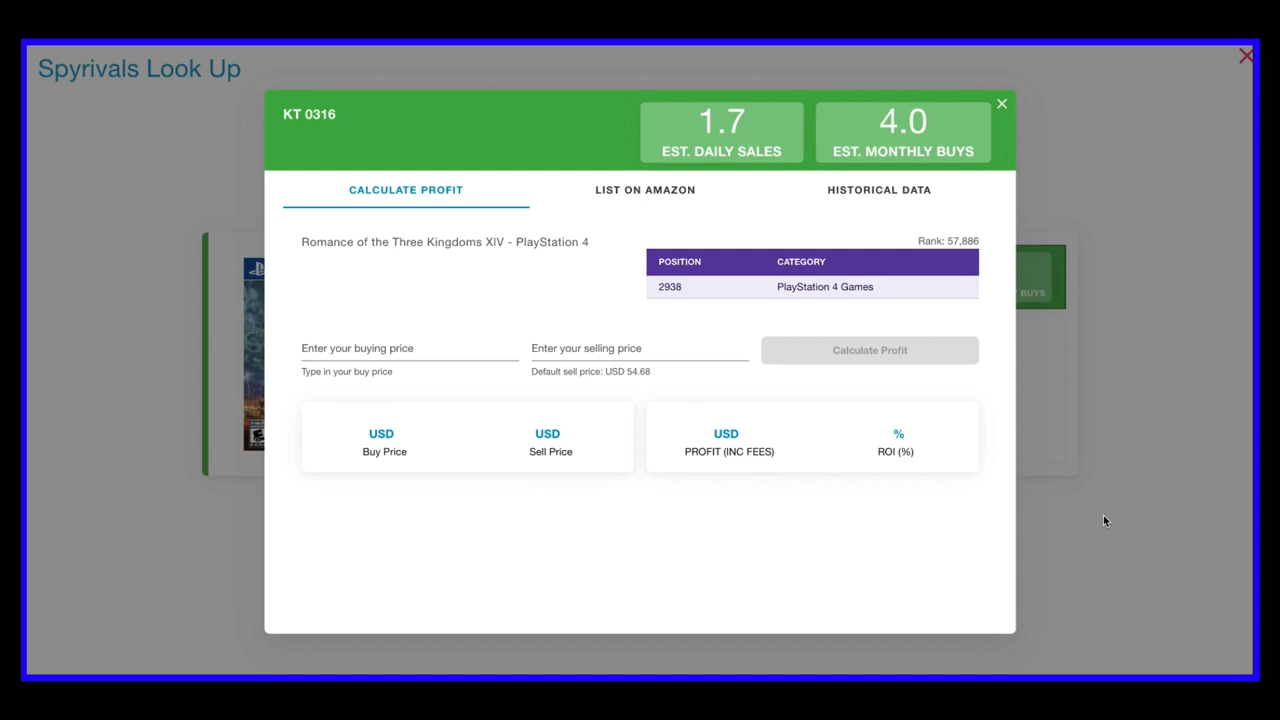 Spyrivals Look Up
KT 0316
1.7
EST. DAILY SALES
4.0
EST. MONTHLY BUYS
CALCULATE PROFIT
LIST ON AMAZON
HISTORICAL DATA
Romance of the Three Kingdoms XIV - PlayStation 4
Rank: 57,886
POSITION CATEGORY
2938 PlayStation 4 Games
BUYS
Enter your buying price
Type in your buy price
Enter your selling price
Default sell price: USD 54.68
Calculate Profit
USD
Buy Price
USD
Sell Price
USD
PROFIT (INC FEES)
%
ROI (%)